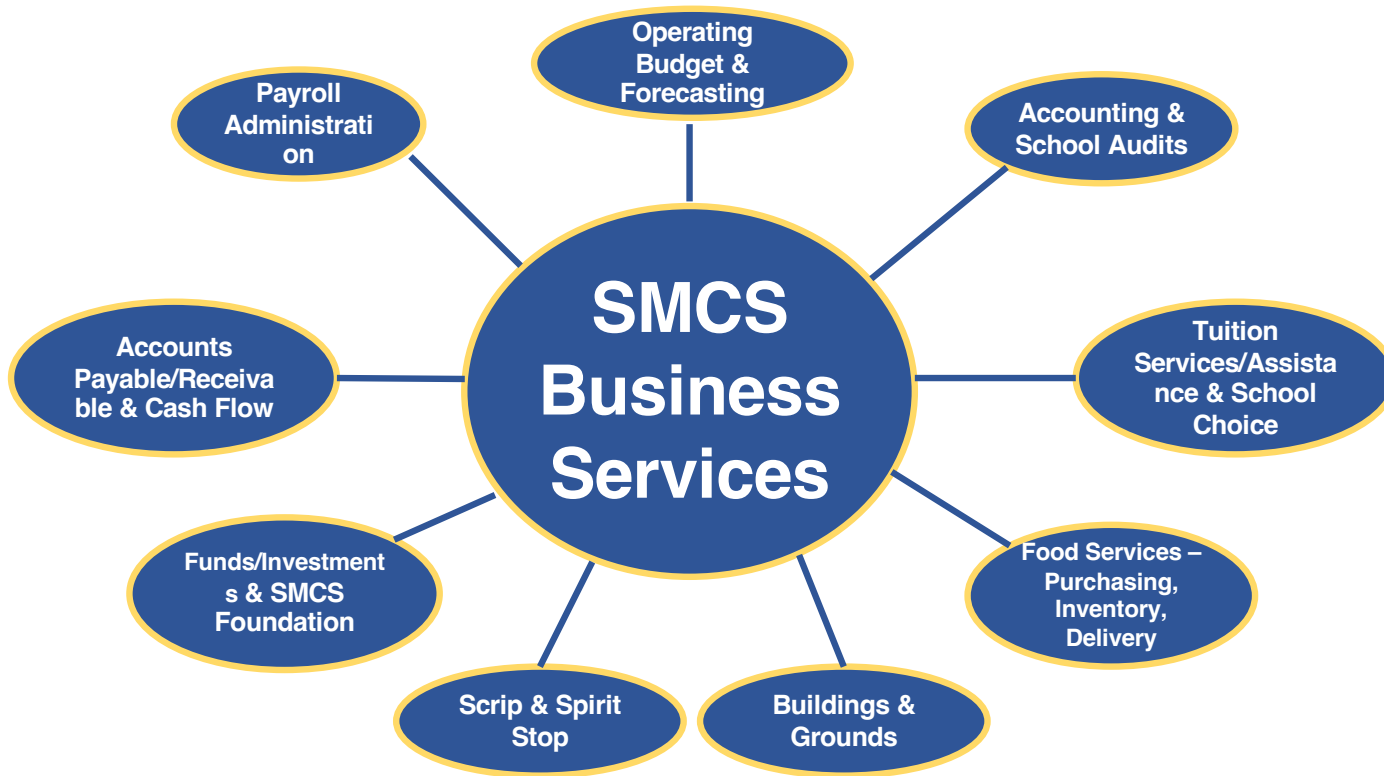 Operating
Budget &
Forecasting
Payroll
Administrati
on
Accounting &
School Audits
SMCS
Business
Services
Accounts
Payable/Receiva
ble & Cash Flow
Tuition
Services/Assista
nce & School
Choice
Funds/Investment
s & SMCS
Foundation
Food Services –
Purchasing,
Inventory,
Delivery
Scrip & Spirit
Stop
Buildings &
Grounds